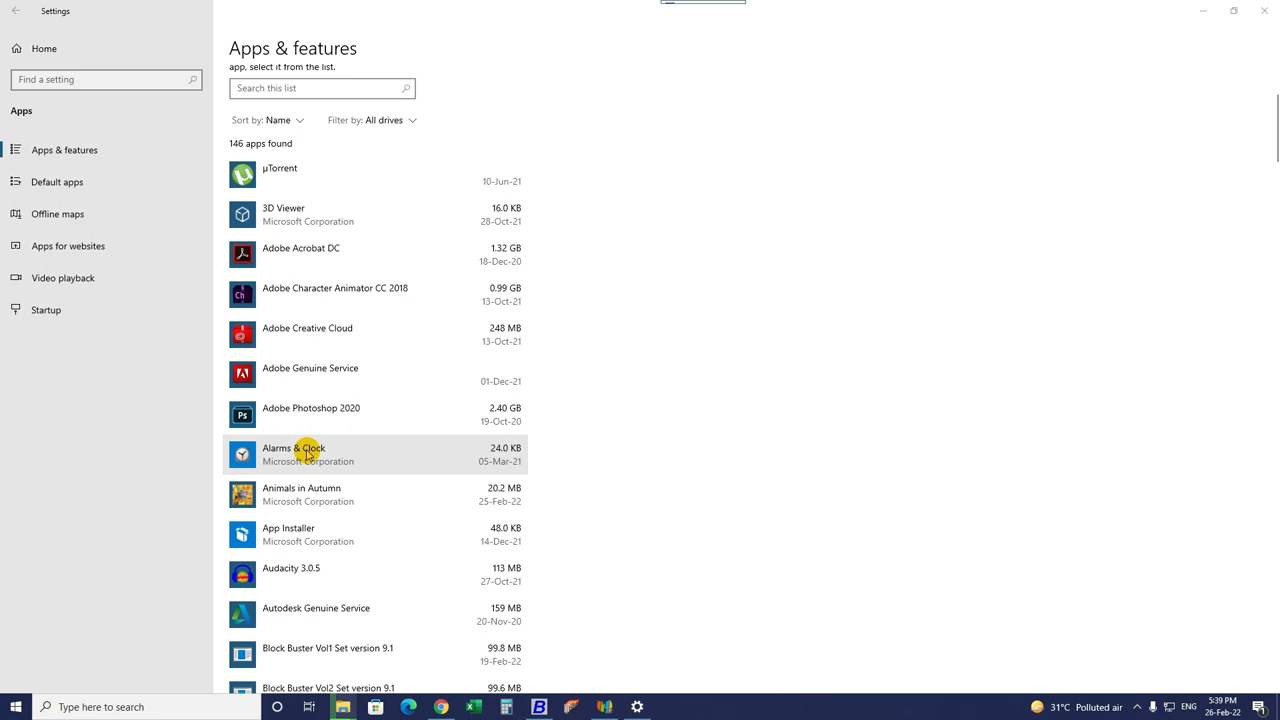 Settings
Home
Find a setting
Apps
Apps & features
Default apps
Offline maps
Apps for websites
Video playback
Startup
Apps & features
app, select it from the list.
Search this list
Sort by: Name
Filter by: All drives
146 apps found
µTorrent
10-Jun-21
3D Viewer 16.0 KB
Microsoft Corporation 28-Oct-21
Adobe Acrobat DC 1.32 GB
18-Dec-20
Adobe Character Animator CC 2018 0.99 GB
13-Oct-21
Adobe Creative Cloud 248 MB
13-Oct-21
Adobe Genuine Service
01-Dec-21
Adobe Photoshop 2020 2.40 GB
19-Oct-20
Alarms & Clock 24.0 KB
Microsoft Corporation 05-Mar-21
Animals in Autumn 20.2 MB
Microsoft Corporation 25-Feb-22
App Installer 48.0 KB
Microsoft Corporation 14-Dec-21
Audacity 3.0.5 113 MB
27-Oct-21
Autodesk Genuine Service 159 MB
20-Nov-20
Block Buster Vol1 Set version 9.1 99.8 MB
19-Feb-22
Block Buster Vol2 Set version 9.1 99.6 MB
Type here to search
31°C Polluted air
ENG
5:39 PM
26-Feb-22